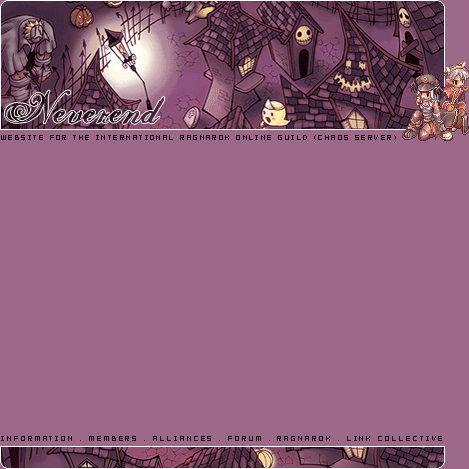 Neverend
WEBSITE FOR THE INTERNATIONAL RAGNAROK ONLINE GUILD (CHAOS SERVER)
INFORMATION . MEMBERS . ALLIANCES . FORUM . RAGNAROK . LINK COLLECTIVE